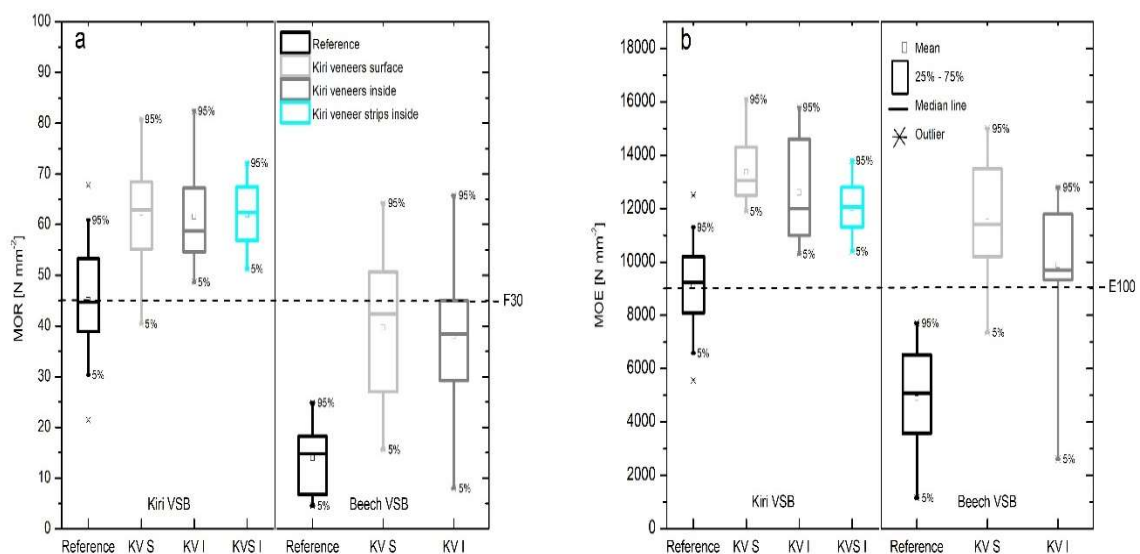 a
MOR [N mm⁻²]
100
90
80
70
60
50
40
30
20
10
0
Reference
Kiri veneers surface
Kiri veneers inside
Kiri veneer strips inside
95%
5%
95%
5%
95%
5%
95%
5%
95%
5%
95%
5%
95%
5%
F30
Kiri VSB
Beech VSB
Reference
KV S
KV I
KVS I
Reference
KV S
KV I
b
MOE [N mm⁻²]
18000
16000
14000
12000
10000
8000
6000
4000
2000
0
Mean
25% - 75%
Median line
Outlier
95%
5%
95%
5%
95%
5%
95%
5%
95%
5%
95%
5%
95%
5%
E100
Kiri VSB
Beech VSB
Reference
KV S
KV I
KVS I
Reference
KV S
KV I